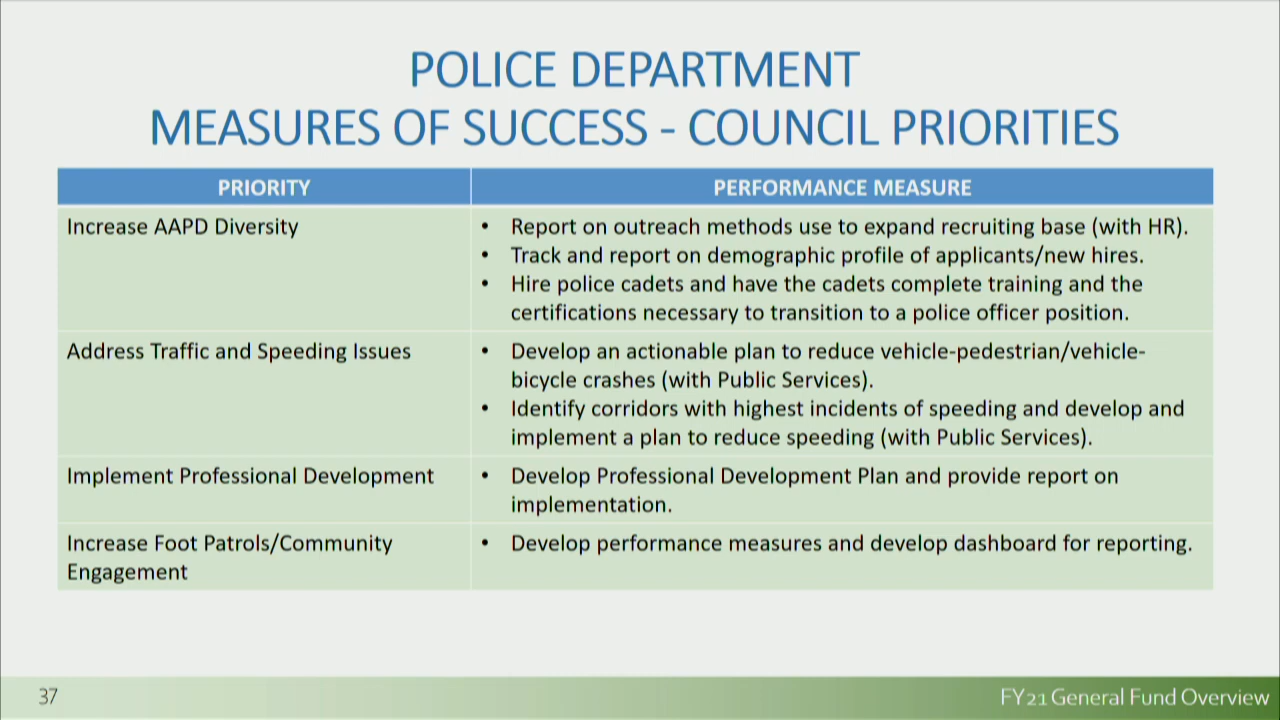 POLICE DEPARTMENT
MEASURES OF SUCCESS - COUNCIL PRIORITIES
PRIORITY
PERFORMANCE MEASURE
Increase AAPD Diversity
• Report on outreach methods use to expand recruiting base (with HR).
• Track and report on demographic profile of applicants/new hires.
• Hire police cadets and have the cadets complete training and the
certifications necessary to transition to a police officer position.
Address Traffic and Speeding Issues
• Develop an actionable plan to reduce vehicle-pedestrian/vehicle-
bicycle crashes (with Public Services).
• Identify corridors with highest incidents of speeding and develop and
implement a plan to reduce speeding (with Public Services).
Implement Professional Development
• Develop Professional Development Plan and provide report on
implementation.
Increase Foot Patrols/Community
Engagement
• Develop performance measures and develop dashboard for reporting.
37
FY21 General Fund Overview